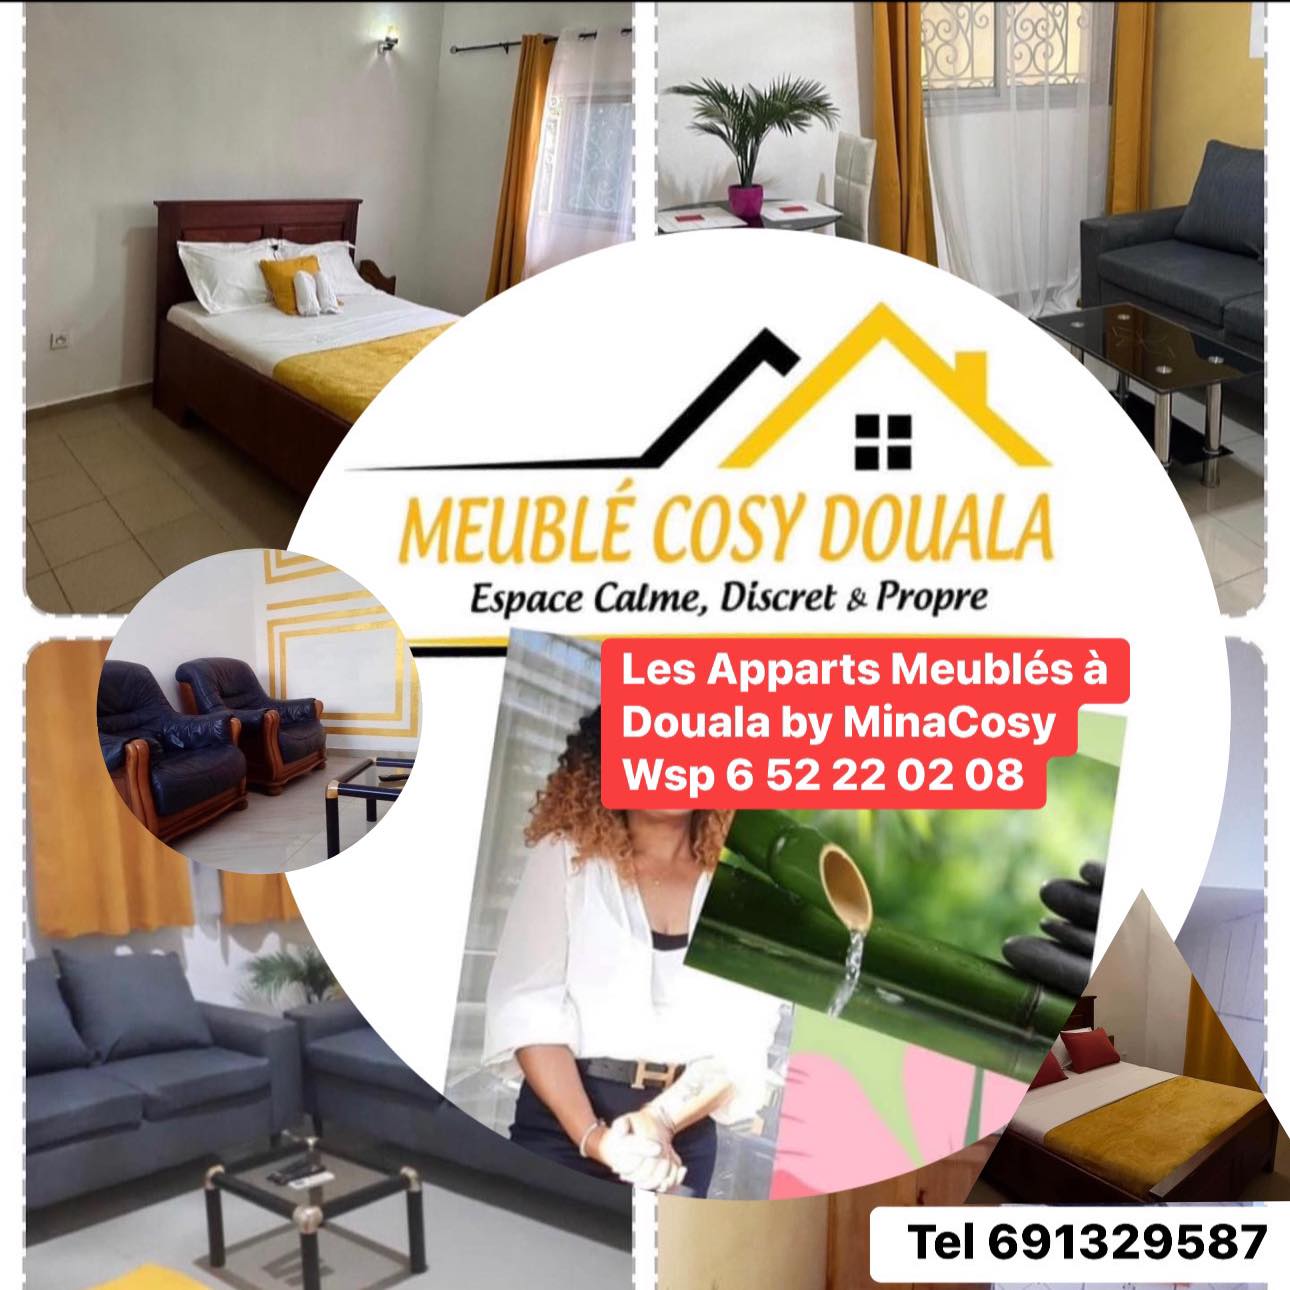 MEUBLÉ COSY DOUALA
Espace Calme, Discret & Propre
Les Apparts Meublés à
Douala by MinaCosy
Wsp 6 52 22 02 08
Tel 691329587